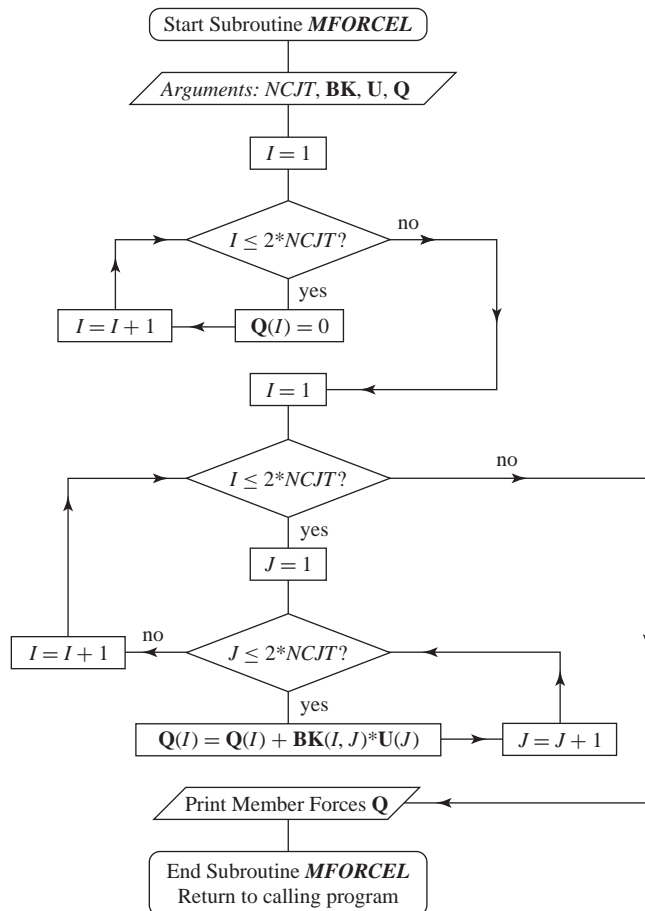 Start Subroutine MFORCEL
Arguments: NCJT, BK, U, Q
I = 1
I ≤ 2*NCJT?
no
yes
I = I + 1
Q(I) = 0
I = 1
I ≤ 2*NCJT?
no
yes
J = 1
I = I + 1
no
J ≤ 2*NCJT?
yes
Q(I) = Q(I) + BK(I, J)*U(J)
J = J + 1
Print Member Forces Q
End Subroutine MFORCEL
Return to calling program